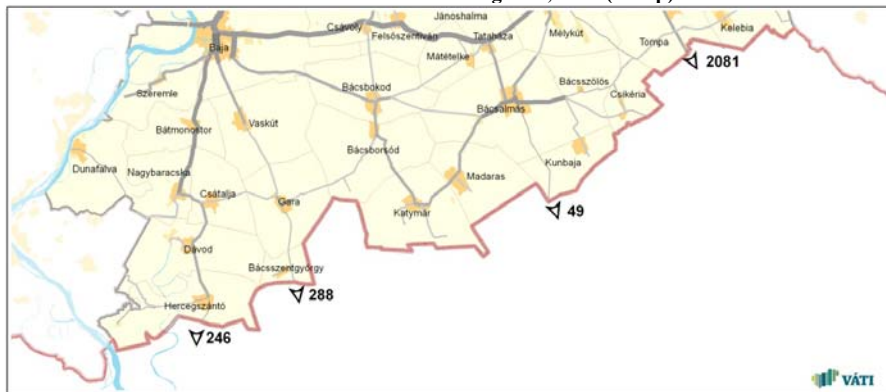 Csávoly
Jánoshalma
Felsőszentiván
Tataháza
Mélykút
Tompa
Kelebia
Baja
Mátételke
2081
Szeremle
Bácsbokod
Bácsszőlős
Bácsalmás
Csikéria
Bátmonostor
Vaskút
Bácsborsód
Kunbaja
Dunafalva
Nagybaracska
Csátalja
Gara
Madaras
Katymár
49
Dávod
Bácsszentgyörgy
288
Hercegszántó
246
VÁTI